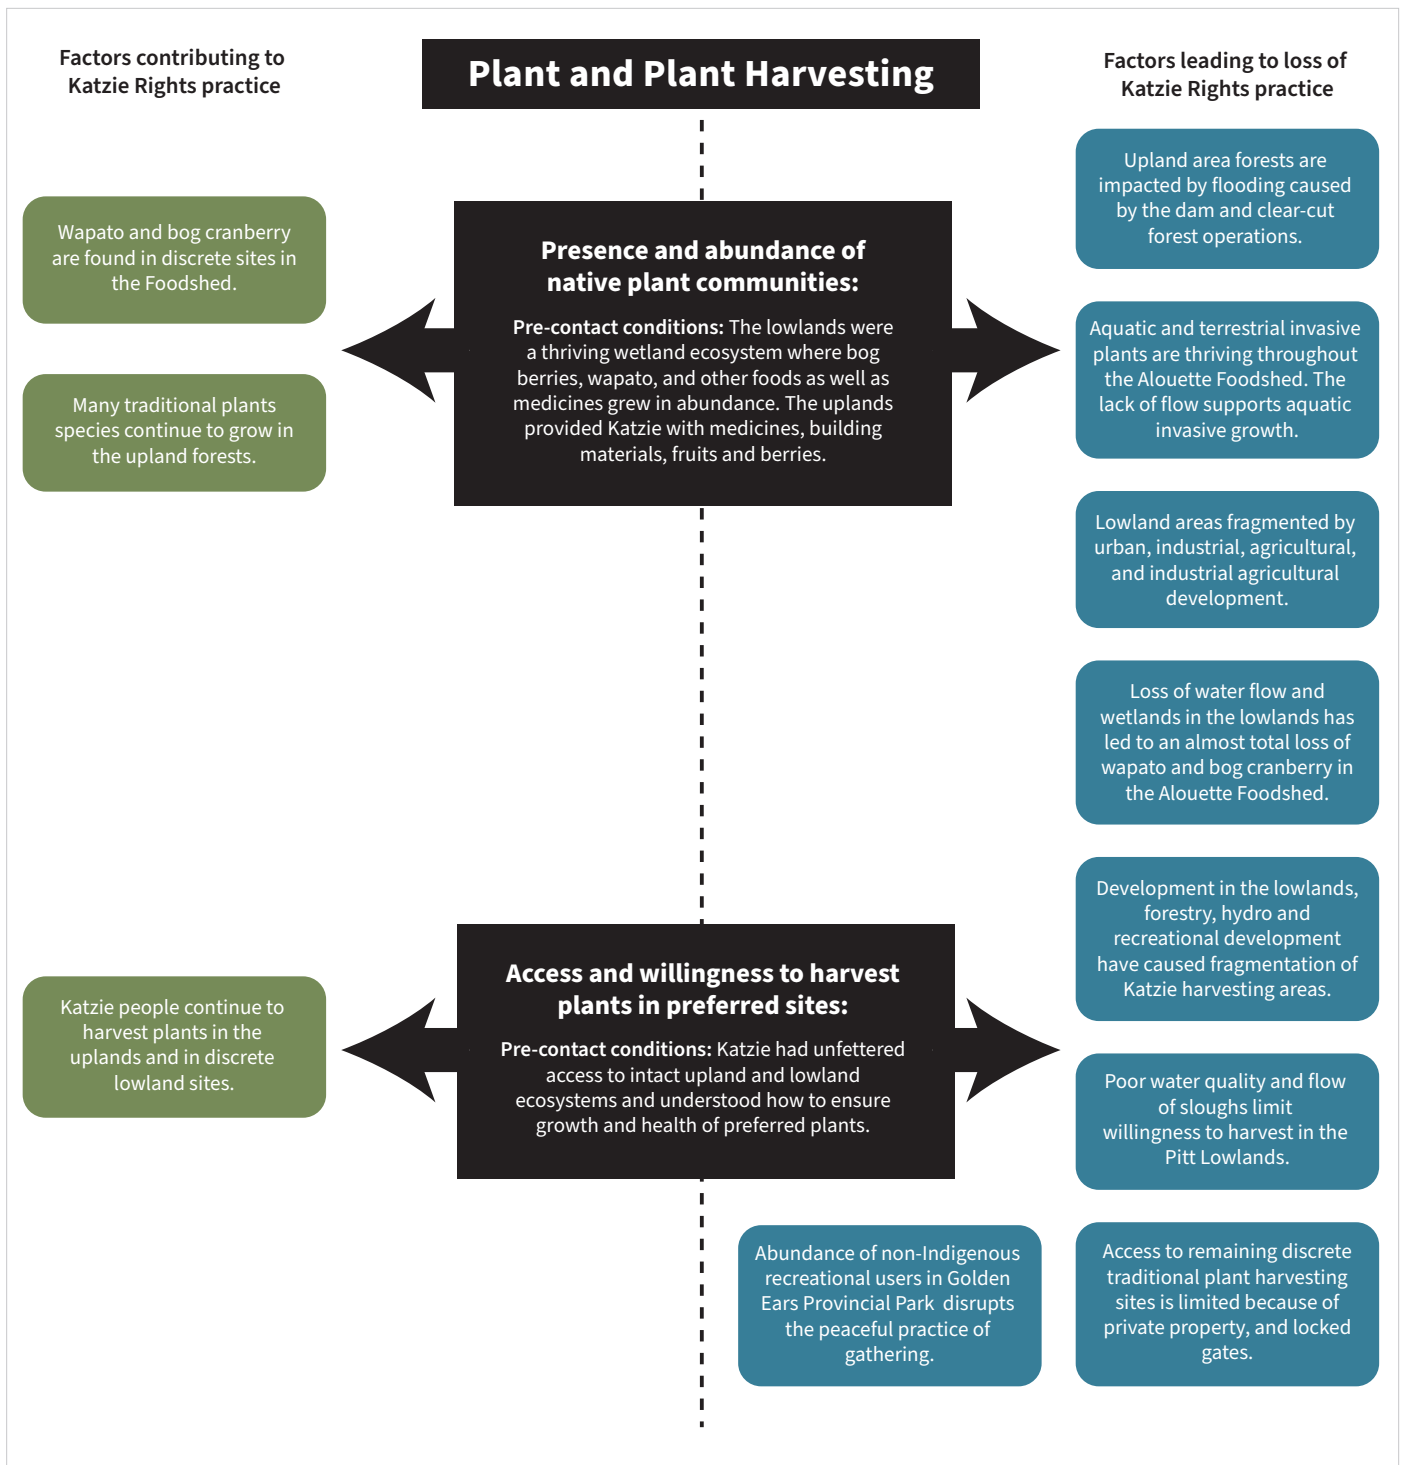 Factors contributing to
Katzie Rights practice
Plant and Plant Harvesting
Factors leading to loss of
Katzie Rights practice
Wapato and bog cranberry
are found in discrete sites in
the Foodshed.
Many traditional plants
species continue to grow in
the upland forests.
Presence and abundance of
native plant communities:
Pre-contact conditions: The lowlands were
a thriving wetland ecosystem where bog
berries, wapato, and other foods as well as
medicines grew in abundance. The uplands
provided Katzie with medicines, building
materials, fruits and berries.
Upland area forests are
impacted by flooding caused
by the dam and clear-cut
forest operations.
Aquatic and terrestrial invasive
plants are thriving throughout
the Alouette Foodshed. The
lack of flow supports aquatic
invasive growth.
Lowland areas fragmented by
urban, industrial, agricultural,
and industrial agricultural
development.
Loss of water flow and
wetlands in the lowlands has
led to an almost total loss of
wapato and bog cranberry in
the Alouette Foodshed.
Katzie people continue to
harvest plants in the
uplands and in discrete
lowland sites.
Access and willingness to harvest
plants in preferred sites:
Pre-contact conditions: Katzie had unfettered
access to intact upland and lowland
ecosystems and understood how to ensure
growth and health of preferred plants.
Development in the lowlands,
forestry, hydro and
recreational development
have caused fragmentation of
Katzie harvesting areas.
Poor water quality and flow
of sloughs limit
willingness to harvest in the
Pitt Lowlands.
Abundance of non-Indigenous
recreational users in Golden
Ears Provincial Park  disrupts
the peaceful practice of
gathering.
Access to remaining discrete
traditional plant harvesting
sites is limited because of
private property, and locked
gates.